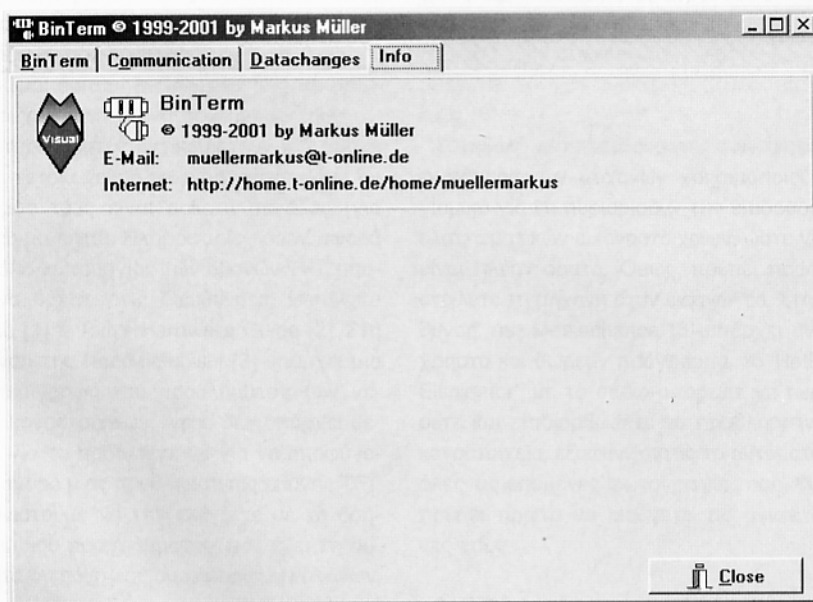 BinTerm © 1999-2001 by Markus Müller
BinTerm Communication Datachanges Info
Visual
BinTerm
© 1999-2001 by Markus Müller
E-Mail: muellermarkus@t-online.de
Internet: http://home.t-online.de/home/muellermarkus
Close